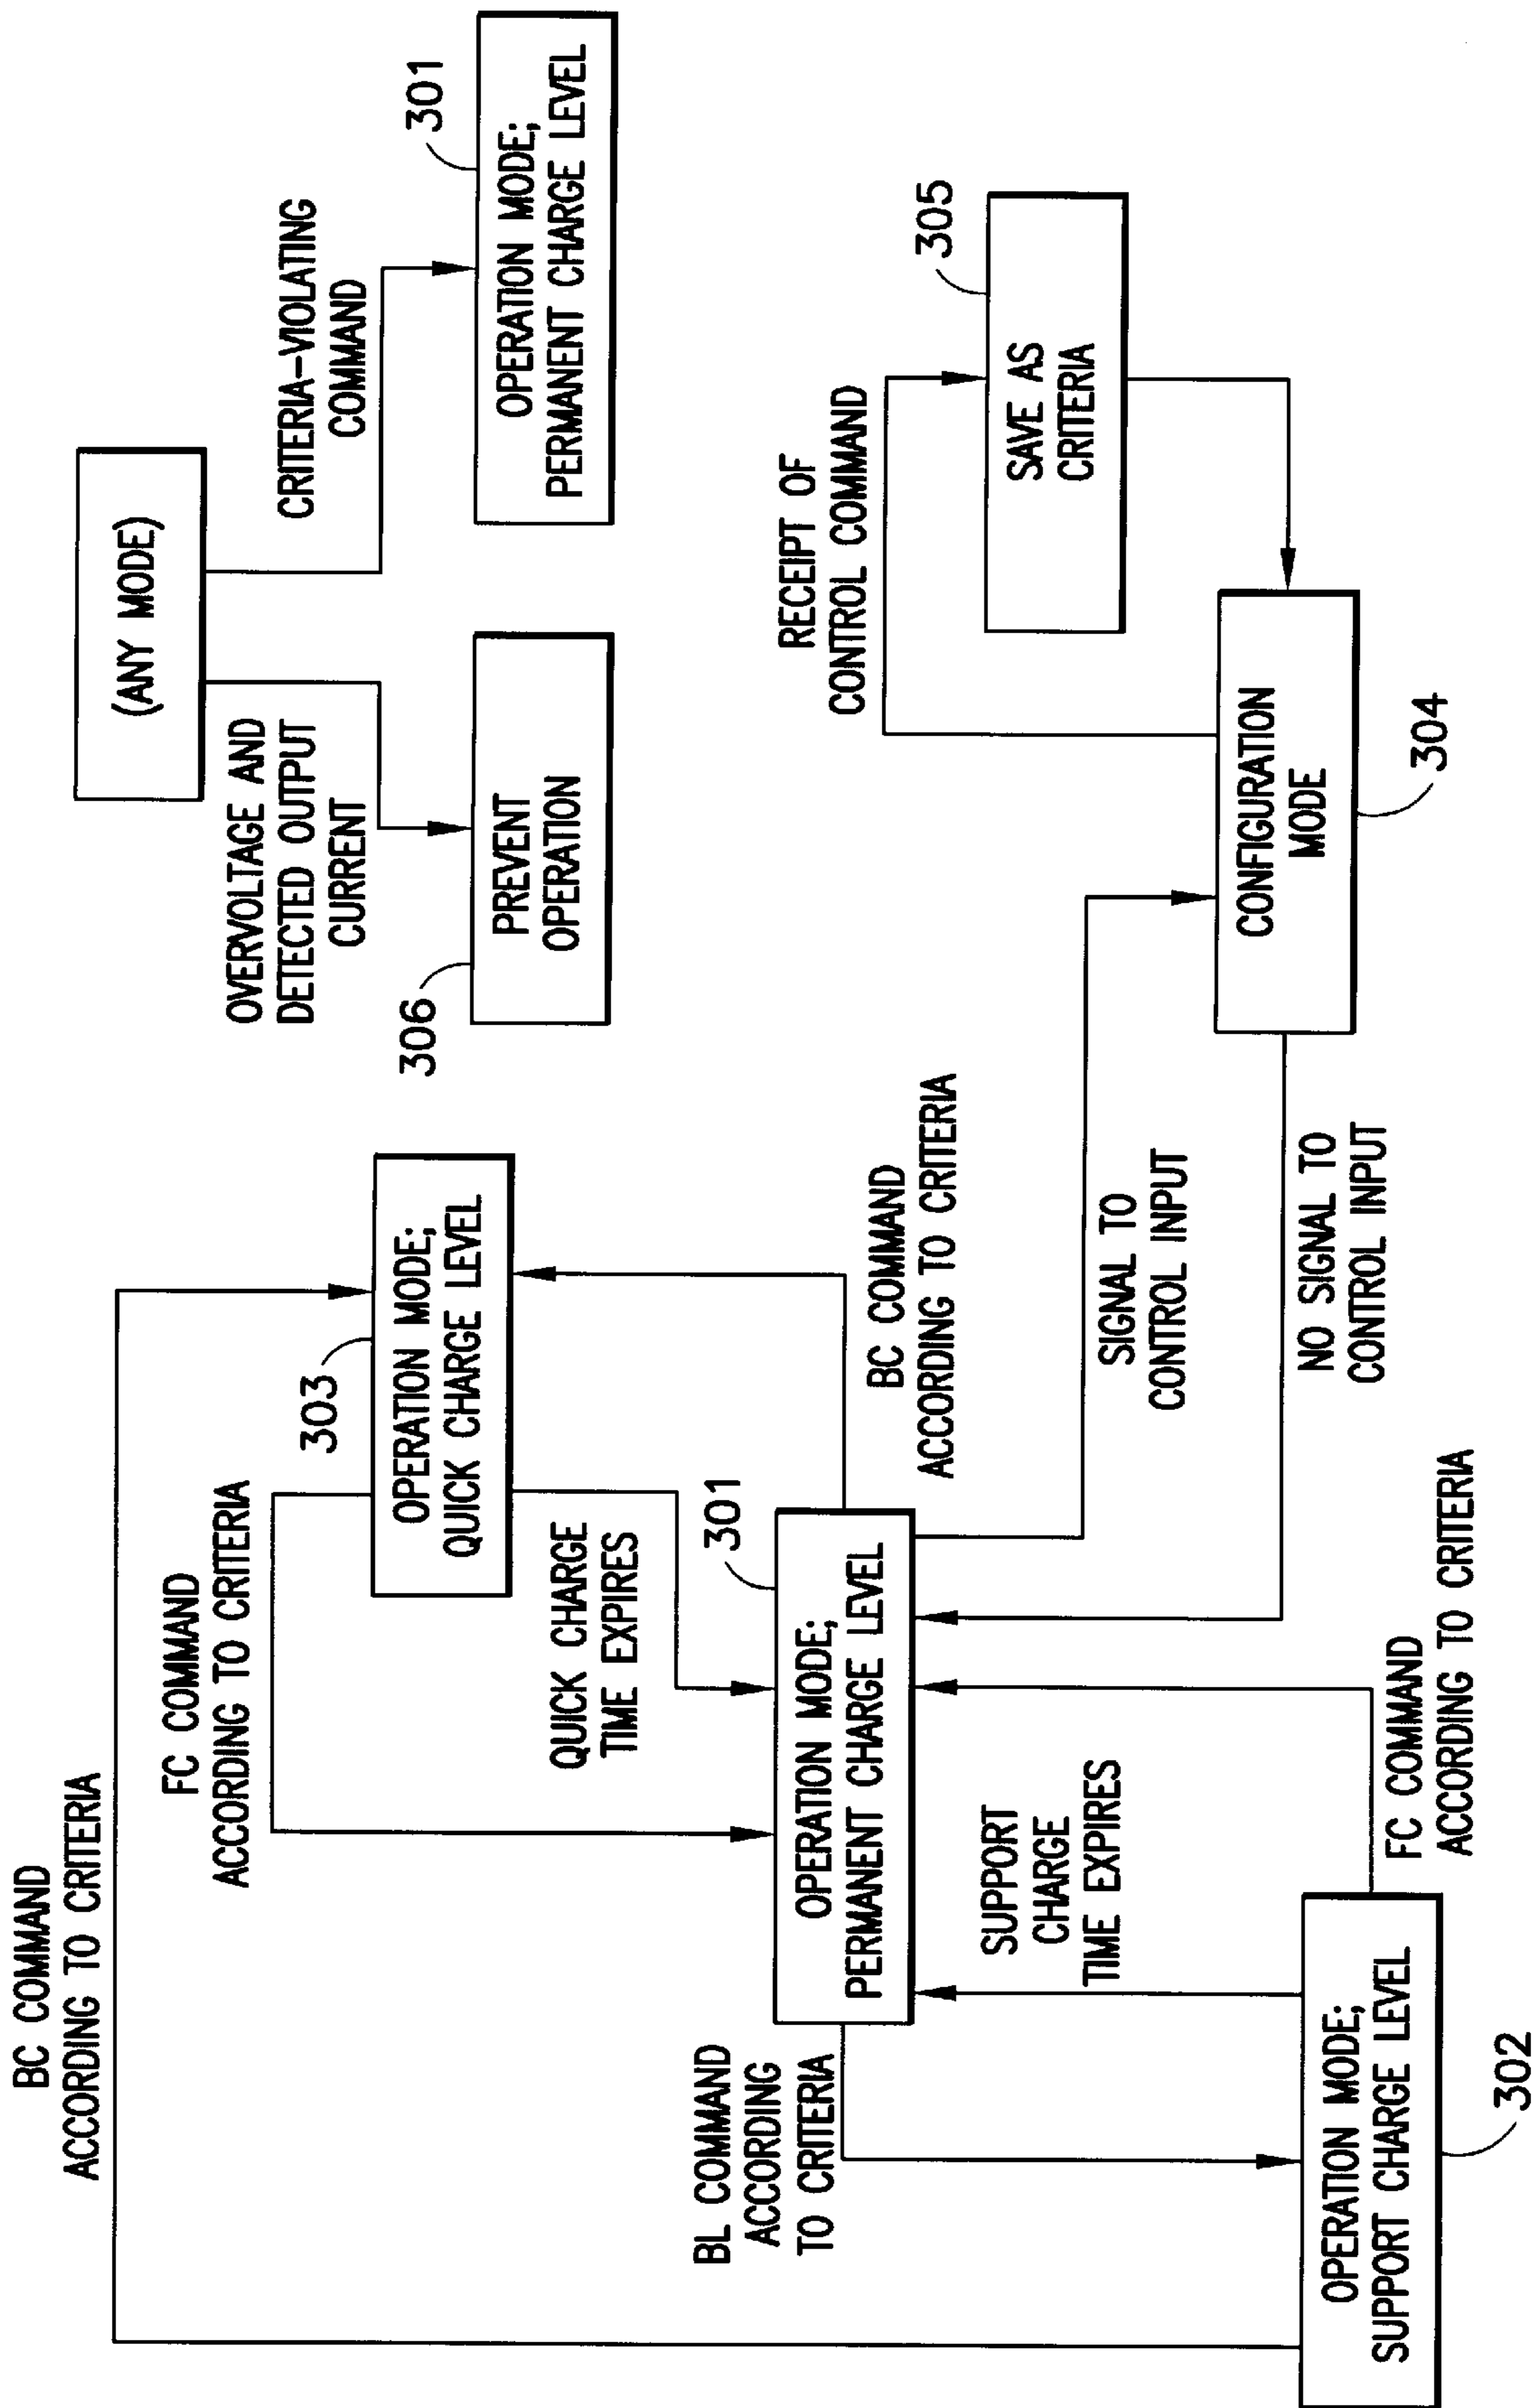 BC COMMAND
ACCORDING TO CRITERIA
FC COMMAND
ACCORDING TO CRITERIA
303
OPERATION MODE;
QUICK CHARGE LEVEL
QUICK CHARGE
TIME EXPIRES
BL COMMAND
ACCORDING
TO CRITERIA
301
OPERATION MODE;
PERMANENT CHARGE LEVEL
BC COMMAND
ACCORDING TO CRITERIA
SUPPORT
CHARGE
TIME EXPIRES
SIGNAL TO
CONTROL INPUT
OPERATION MODE;
SUPPORT CHARGE LEVEL
302
FC COMMAND
ACCORDING TO CRITERIA
NO SIGNAL TO
CONTROL INPUT
(ANY MODE)
OVERVOLTAGE AND
DETECTED OUTPUT
CURRENT
CRITERIA-VIOLATING
COMMAND
306
PREVENT
OPERATION
301
OPERATION MODE;
PERMANENT CHARGE LEVEL
RECEIPT OF
CONTROL COMMAND
305
SAVE AS
CRITERIA
CONFIGURATION
MODE
304